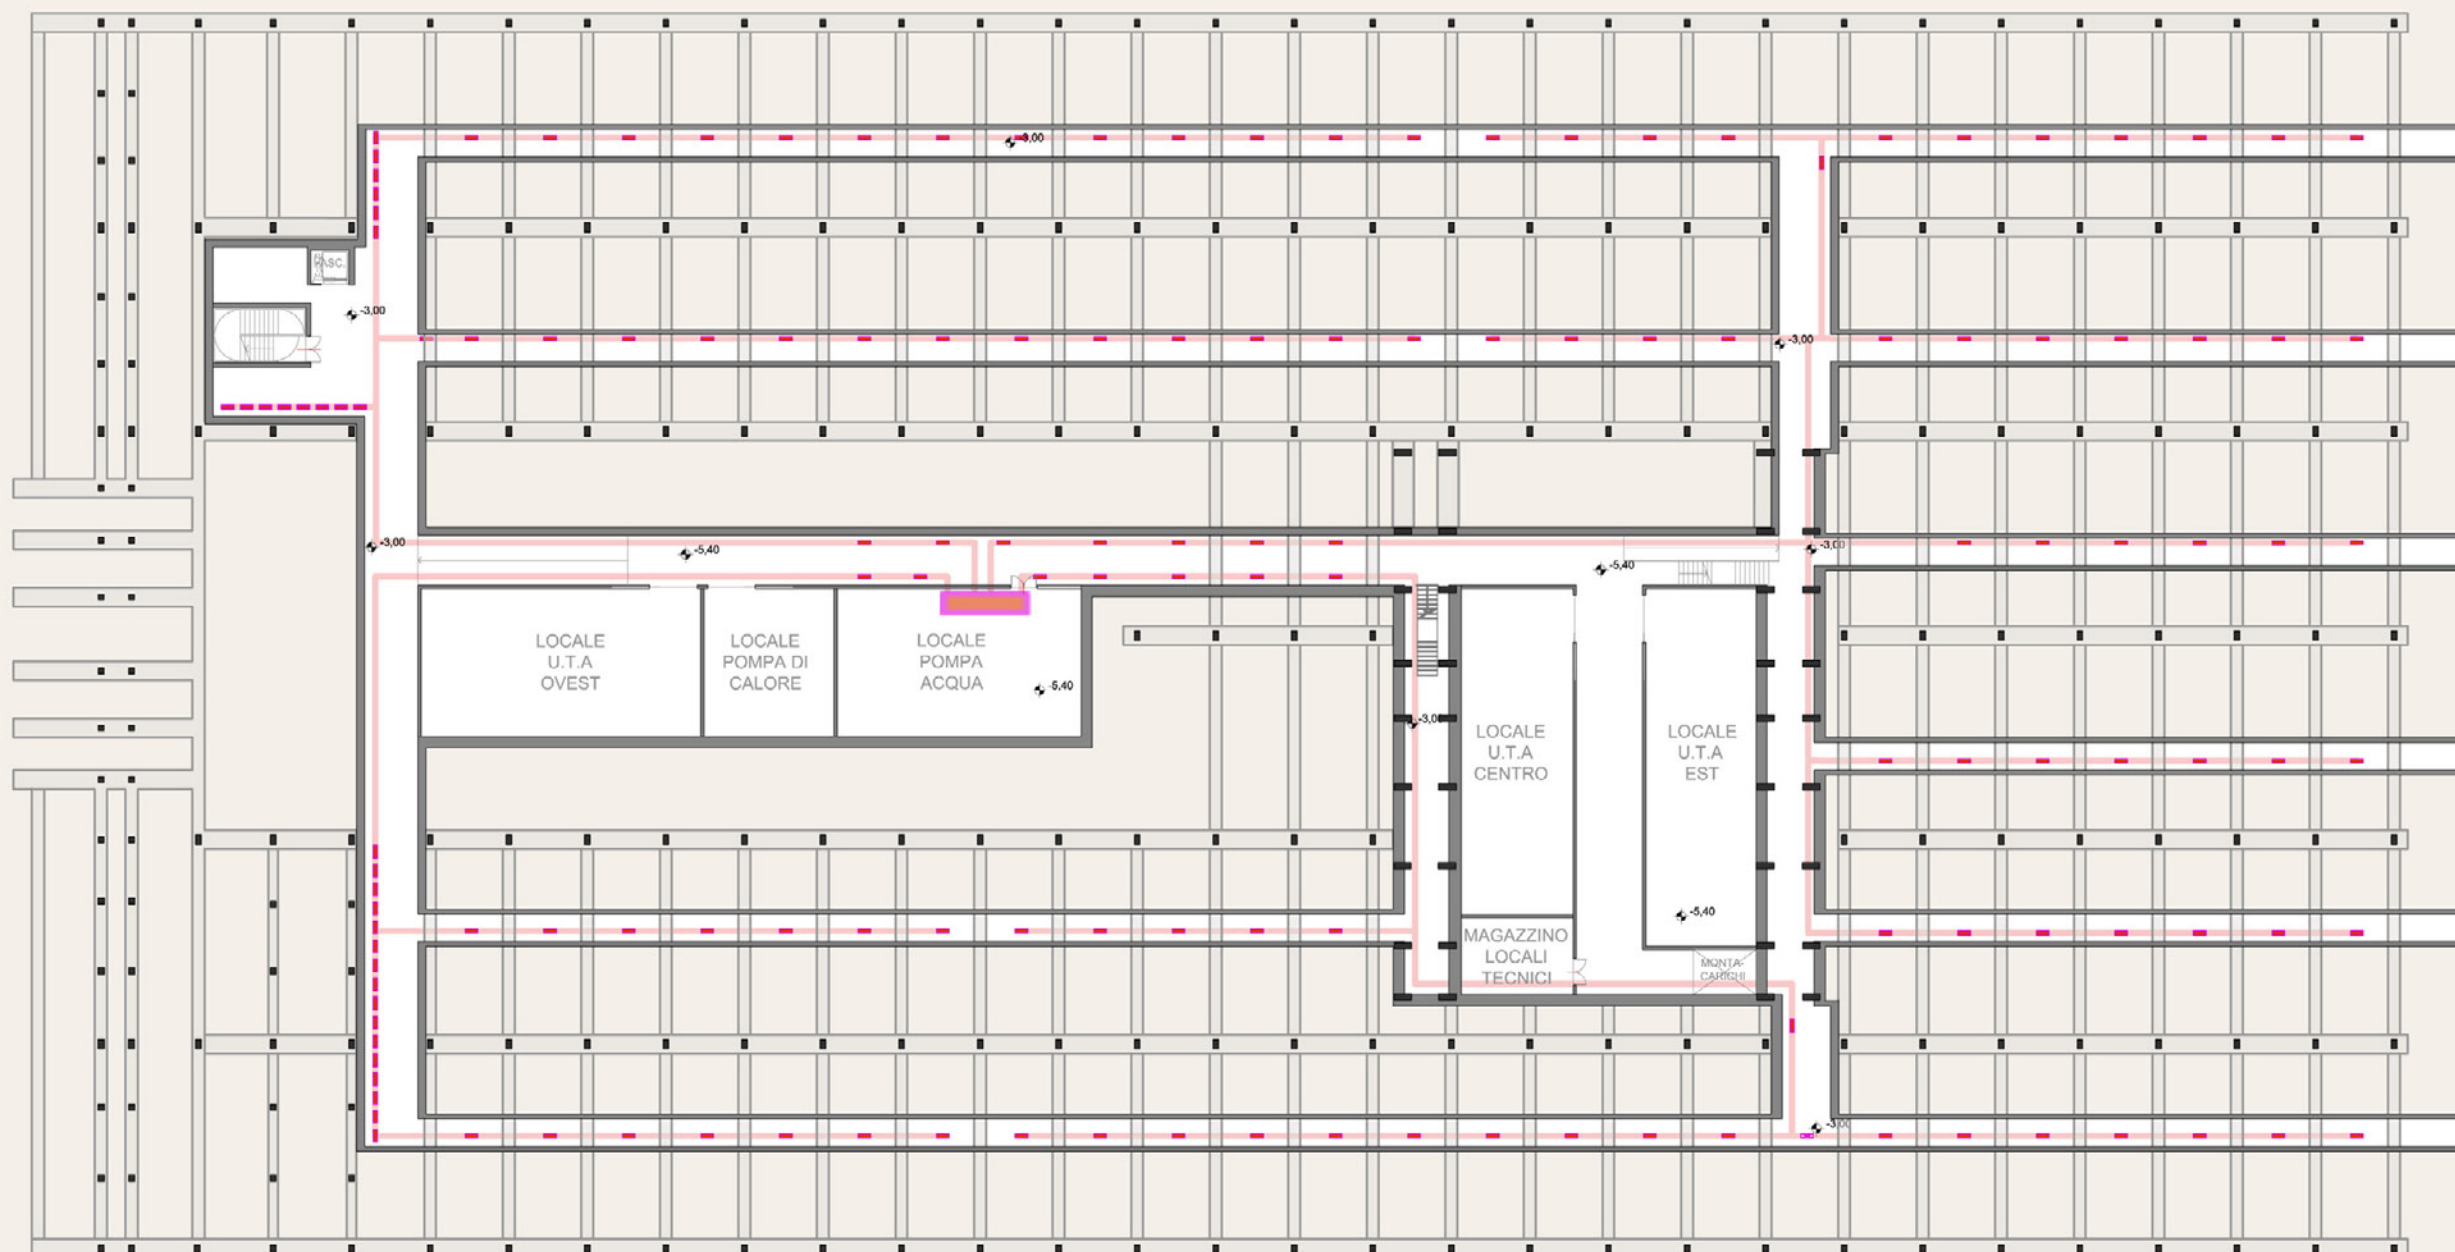 -3,00
ASC.
-3,00
-3,00
-3,00
-5,40
-3,00
-5,40
LOCALE
U.T.A
OVEST
LOCALE
POMPA DI
CALORE
LOCALE
POMPA
ACQUA
-5,40
-3,00
LOCALE
U.T.A
CENTRO
LOCALE
U.T.A
EST
-5,40
MAGAZZINO
LOCALI
TECNICI
MONTA-
CARICHI
-3,00